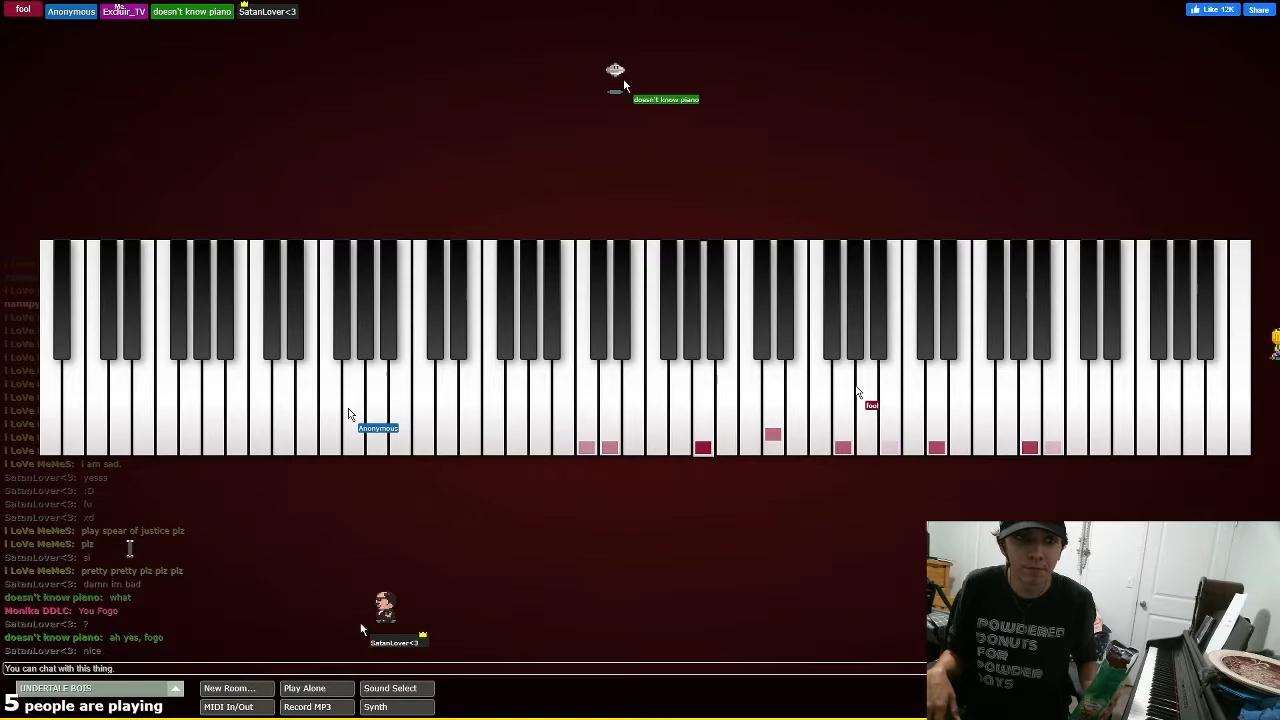 fool
Anonymous
Me
Excluir_TV
doesn't know piano
SatanLover<3
Like 12K
Share
doesn't know piano
fool
Anonymous
i LoVe MeMeS: i am sad.
SatanLover<3: yesss
SatanLover<3: :D
SatanLover<3: fu
SatanLover<3: xd
i LoVe MeMeS: play spear of justice plz
i LoVe MeMeS: plz
SatanLover<3: si
i LoVe MeMeS: pretty pretty plz plz plz
SatanLover<3: damn im bad
doesn't know piano: what
Monika DDLC: You Fogo
SatanLover<3: ?
doesn't know piano: ah yes, fogo
SatanLover<3: nice
SatanLover<3
You can chat with this thing.
UNDERTALE BOIS
5 people are playing
New Room...
Play Alone
Sound Select
MIDI In/Out
Record MP3
Synth
POWDERED
DONUTS
FOR
POWDER
DAYS